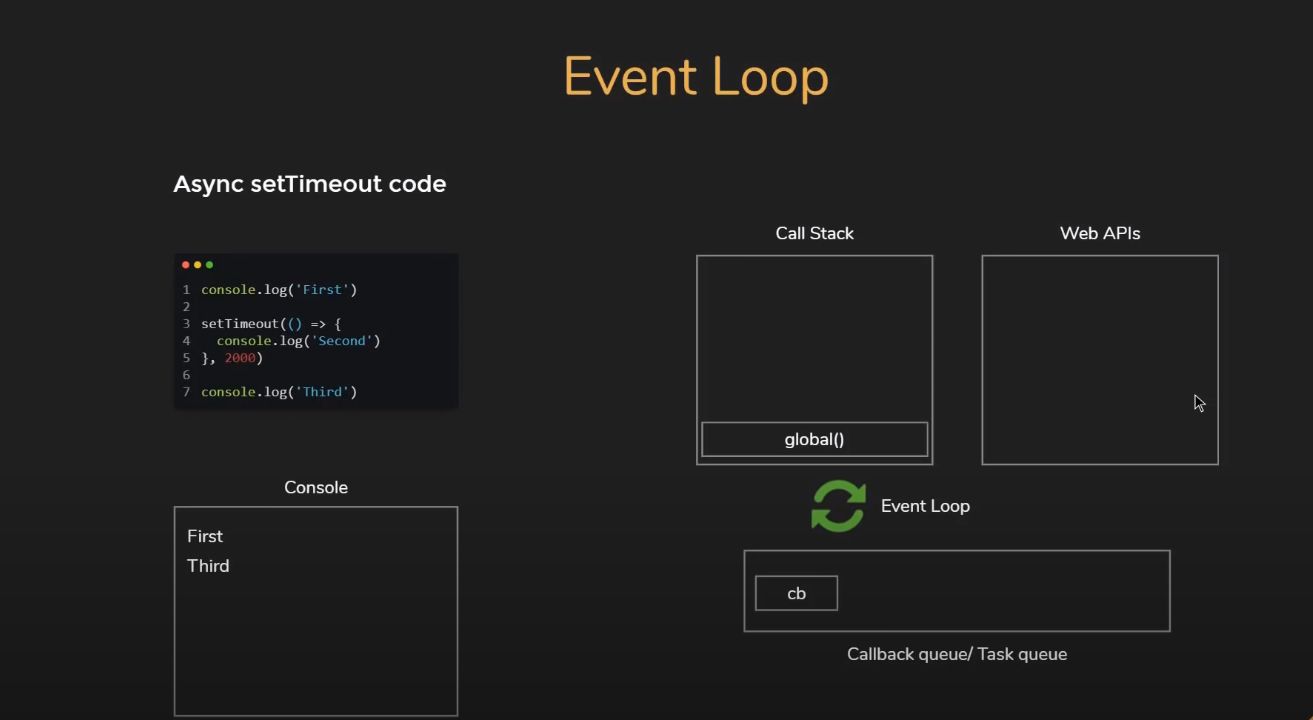 Event Loop
Async setTimeout code
1 console.log('First')
2
3 setTimeout(() => {
4   console.log('Second')
5 }, 2000)
6
7 console.log('Third')
Console
First
Third
Call Stack
global()
Web APIs
Event Loop
cb
Callback queue/ Task queue